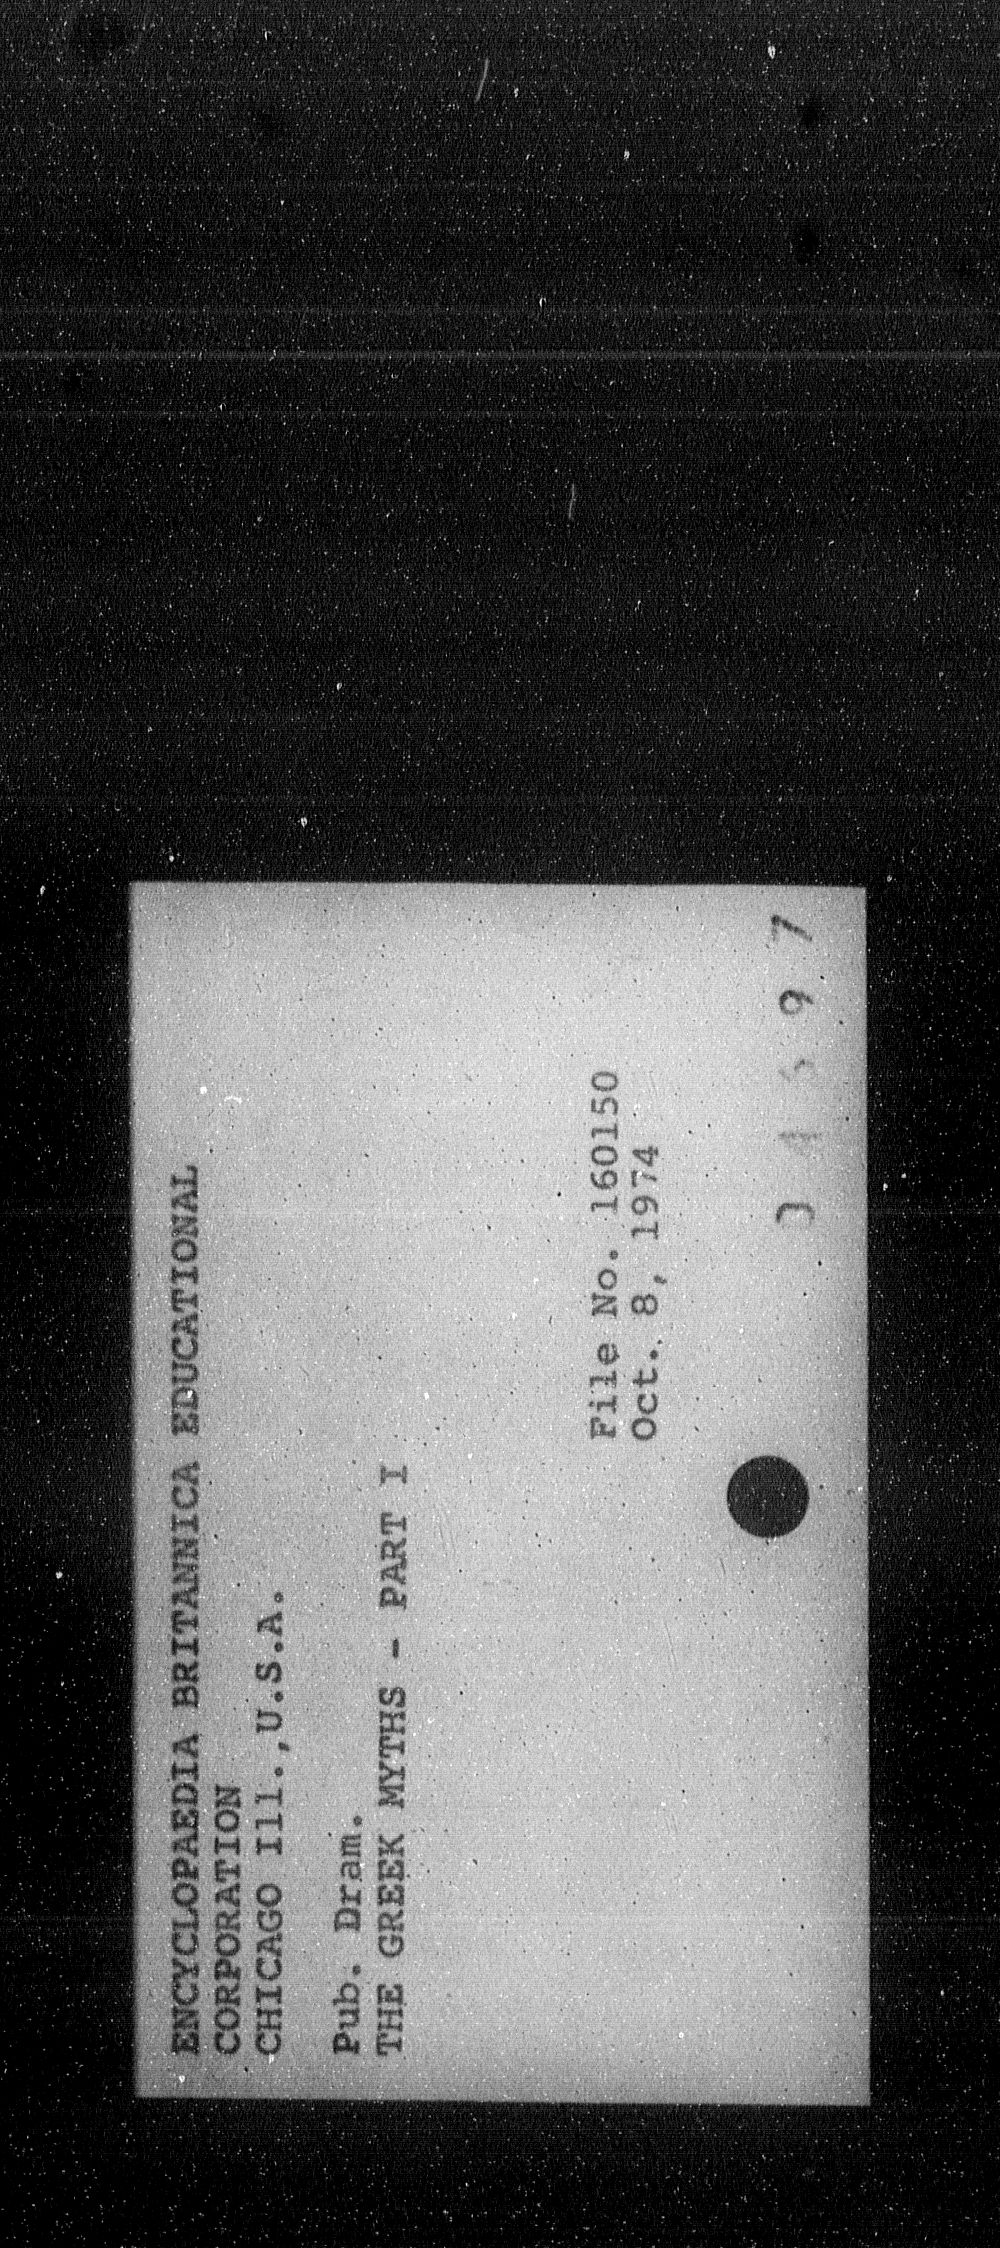 ENCYCLOPAEDIA BRITANNICA EDUCATIONAL
CORPORATION
CHICAGO Ill.,U.S.A.
Pub. Dram.
THE GREEK MYTHS - PART I
File No. 160150
Oct. 8, 1974